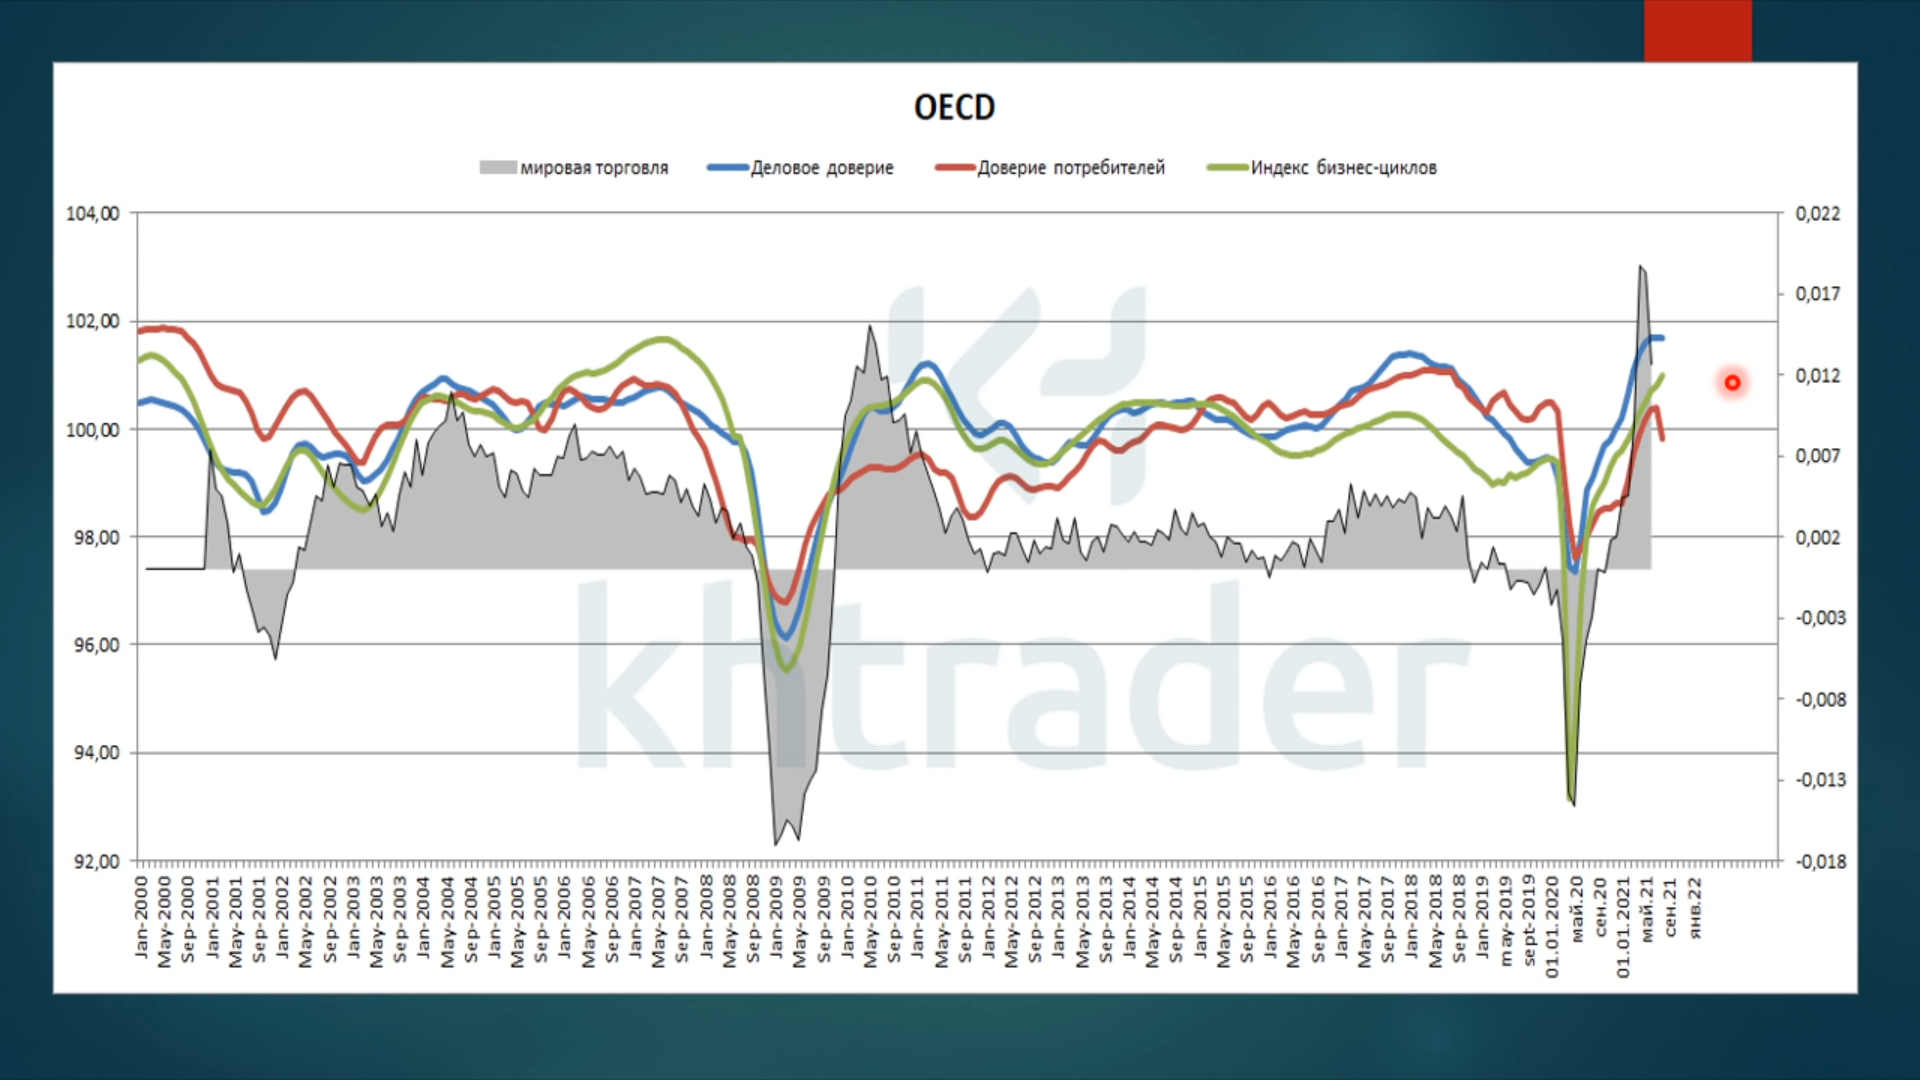 OECD
мировая торговля Деловое доверие Доверие потребителей Индекс бизнес-циклов
104,00
102,00
100,00
98,00
96,00
94,00
92,00
0,022
0,017
0,012
0,007
0,002
-0,003
-0,008
-0,013
-0,018
khtrader
Jan-2000
May-2000
Sep-2000
Jan-2001
May-2001
Sep-2001
Jan-2002
May-2002
Sep-2002
Jan-2003
May-2003
Sep-2003
Jan-2004
May-2004
Sep-2004
Jan-2005
May-2005
Sep-2005
Jan-2006
May-2006
Sep-2006
Jan-2007
May-2007
Sep-2007
Jan-2008
May-2008
Sep-2008
Jan-2009
May-2009
Sep-2009
Jan-2010
May-2010
Sep-2010
Jan-2011
May-2011
Sep-2011
Jan-2012
May-2012
Sep-2012
Jan-2013
May-2013
Sep-2013
Jan-2014
May-2014
Sep-2014
Jan-2015
May-2015
Sep-2015
Jan-2016
May-2016
Sep-2016
Jan-2017
May-2017
Sep-2017
Jan-2018
May-2018
Sep-2018
Jan-2019
may-2019
sept-2019
01.01.2020
май.20
сен.20
01.01.2021
май.21
сен.21
янв.22